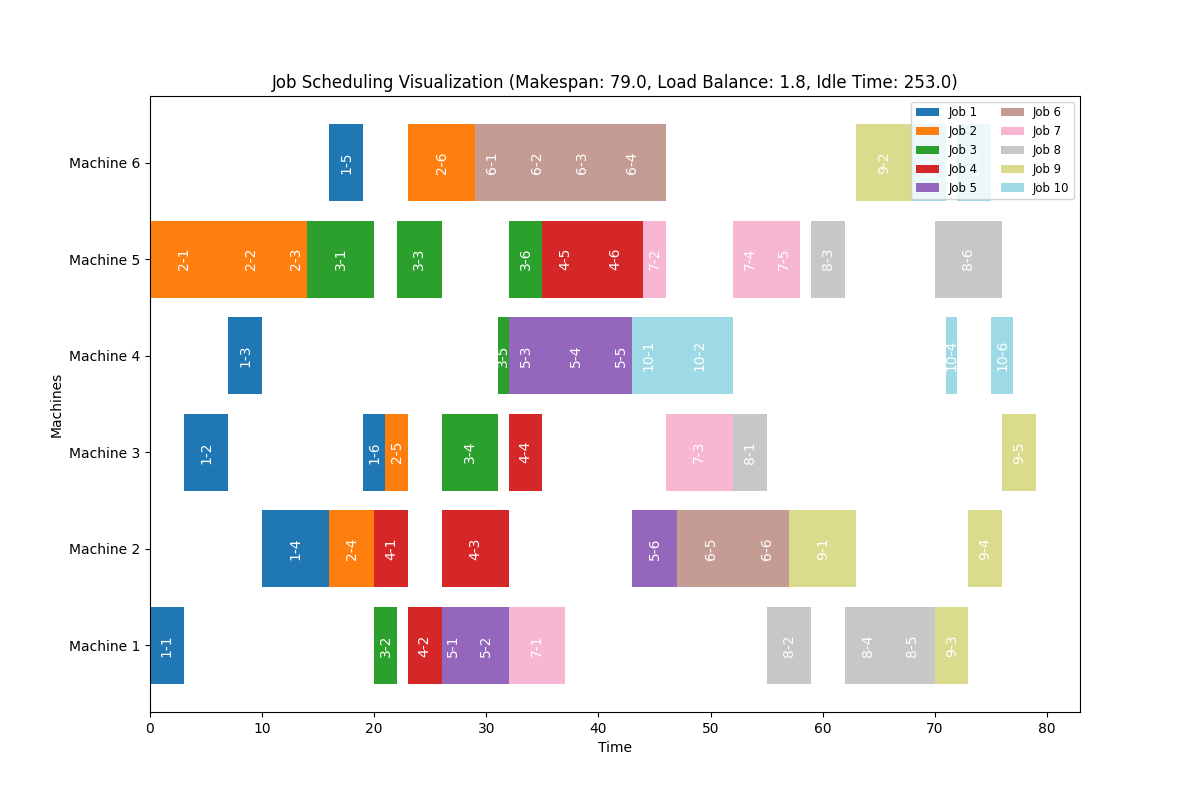 Job Scheduling Visualization (Makespan: 79.0, Load Balance: 1.8, Idle Time: 253.0)
Job 1 Job 6
Job 2 Job 7
Job 3 Job 8
Job 4 Job 9
Job 5 Job 10
Machine 6 1-5 2-6 6-1 6-2 6-3 6-4 9-2
Machine 5 2-1 2-2 2-3 3-1 3-3 3-6 4-5 4-6 7-2 7-4 7-5 8-3 8-6
Machine 4 1-3 3-5 5-3 5-4 5-5 10-1 10-2 10-4 10-6
Machine 3 1-2 1-6 2-5 3-4 4-4 7-3 8-1 9-5
Machine 2 1-4 2-4 4-1 4-3 5-6 6-5 6-6 9-1 9-4
Machine 1 1-1 3-2 4-2 5-1 5-2 7-1 8-2 8-4 8-5 9-3
Machines
0 10 20 30 40 50 60 70 80
Time